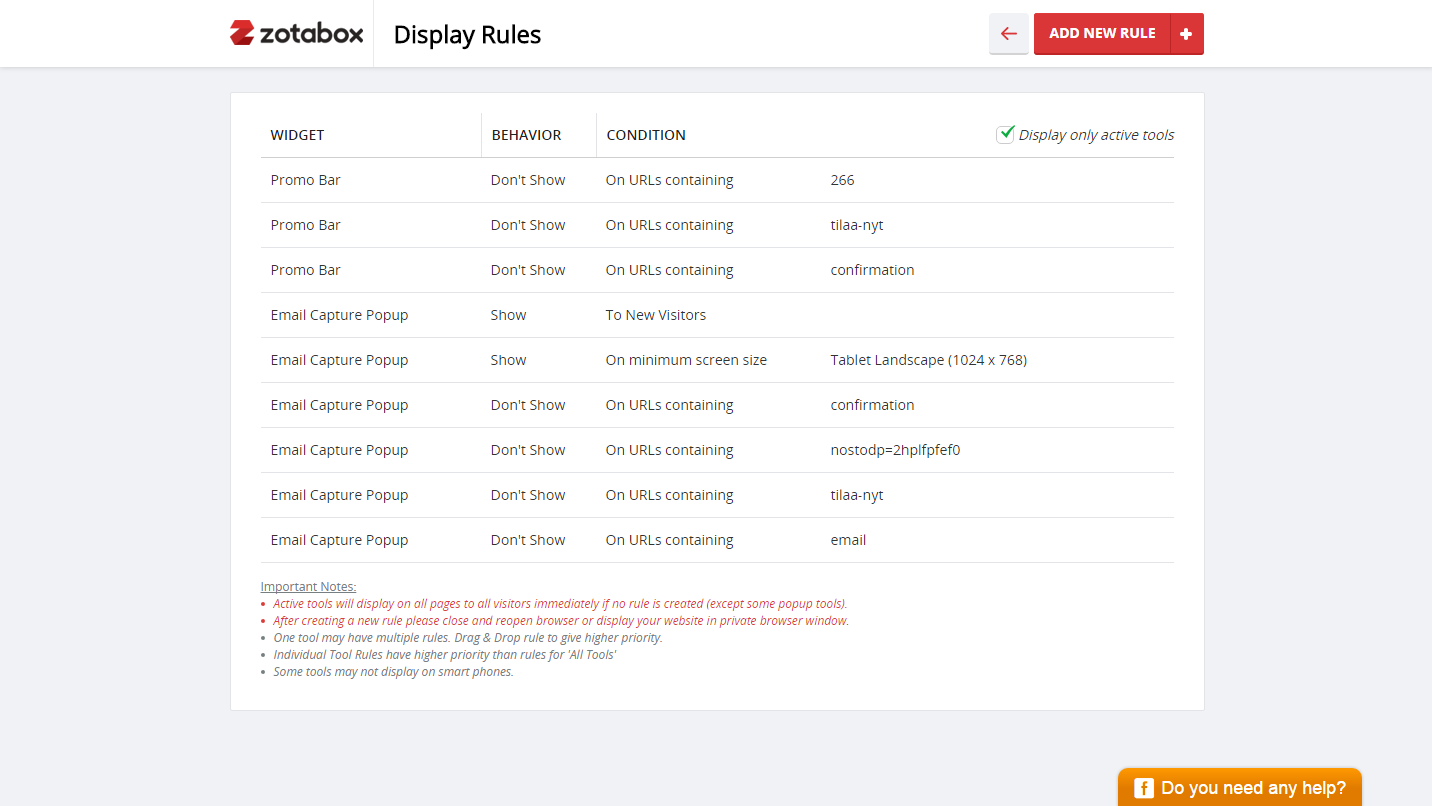 zotabox
Display Rules
ADD NEW RULE
WIDGET BEHAVIOR CONDITION Display only active tools
Promo Bar Don't Show On URLs containing 266
Promo Bar Don't Show On URLs containing tilaa-nyt
Promo Bar Don't Show On URLs containing confirmation
Email Capture Popup Show To New Visitors
Email Capture Popup Show On minimum screen size Tablet Landscape (1024 x 768)
Email Capture Popup Don't Show On URLs containing confirmation
Email Capture Popup Don't Show On URLs containing nostodp=2hplfpfef0
Email Capture Popup Don't Show On URLs containing tilaa-nyt
Email Capture Popup Don't Show On URLs containing email
Important Notes:
• Active tools will display on all pages to all visitors immediately if no rule is created (except some popup tools).
• After creating a new rule please close and reopen browser or display your website in private browser window.
• One tool may have multiple rules. Drag & Drop rule to give higher priority.
• Individual Tool Rules have higher priority than rules for 'All Tools'
• Some tools may not display on smart phones.
Do you need any help?